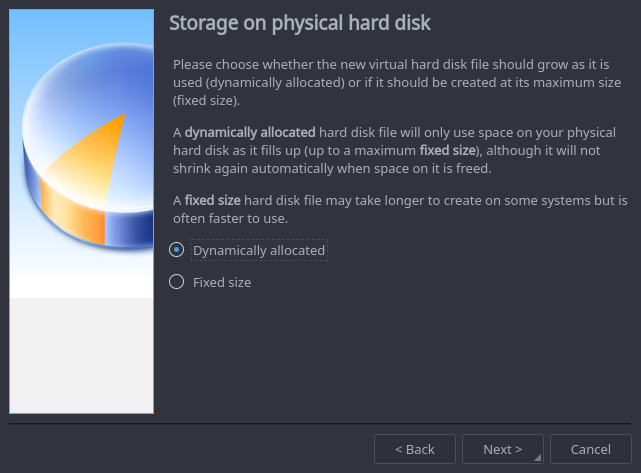 Storage on physical hard disk
Please choose whether the new virtual hard disk file should grow as it is
used (dynamically allocated) or if it should be created at its maximum size
(fixed size).
A dynamically allocated hard disk file will only use space on your physical
hard disk as it fills up (up to a maximum fixed size), although it will not
shrink again automatically when space on it is freed.
A fixed size hard disk file may take longer to create on some systems but is
often faster to use.
Dynamically allocated
Fixed size
< Back
Next >
Cancel